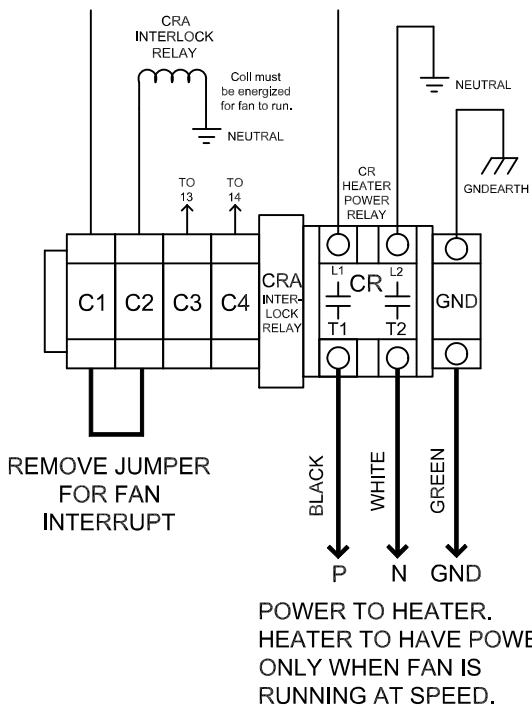 CRA
INTERLOCK
RELAY
Coll must
be energized
for fan to run.
NEUTRAL
NEUTRAL
GNDEARTH
TO
13
TO
14
CR
HEATER
POWER
RELAY
C1
C2
C3
C4
CRA
INTER-
LOCK
RELAY
L1
L2
CR
T1
T2
GND
REMOVE JUMPER
FOR FAN
INTERRUPT
BLACK
WHITE
GREEN
P
N
GND
POWER TO HEATER.
HEATER TO HAVE POWE
ONLY WHEN FAN IS
RUNNING AT SPEED.